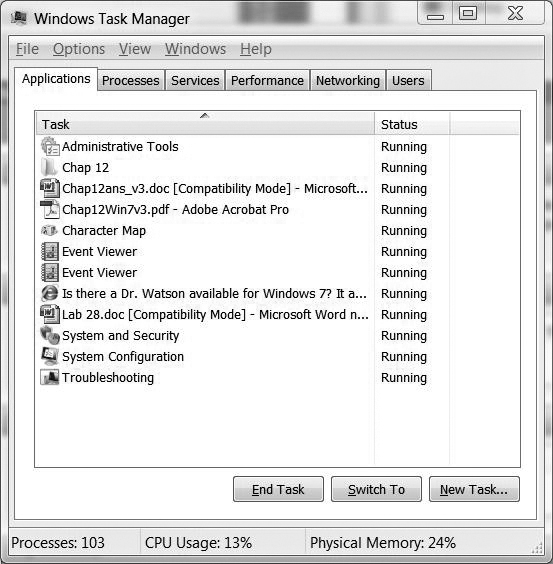 Windows Task Manager
File Options View Windows Help
Applications Processes Services Performance Networking Users
Task Status
Administrative Tools Running
Chap 12 Running
Chap12ans_v3.doc [Compatibility Mode] - Microsoft... Running
Chap12Win7v3.pdf - Adobe Acrobat Pro Running
Character Map Running
Event Viewer Running
Event Viewer Running
Is there a Dr. Watson available for Windows 7? It a... Running
Lab 28.doc [Compatibility Mode] - Microsoft Word n... Running
System and Security Running
System Configuration Running
Troubleshooting Running
End Task Switch To New Task...
Processes: 103 CPU Usage: 13% Physical Memory: 24%